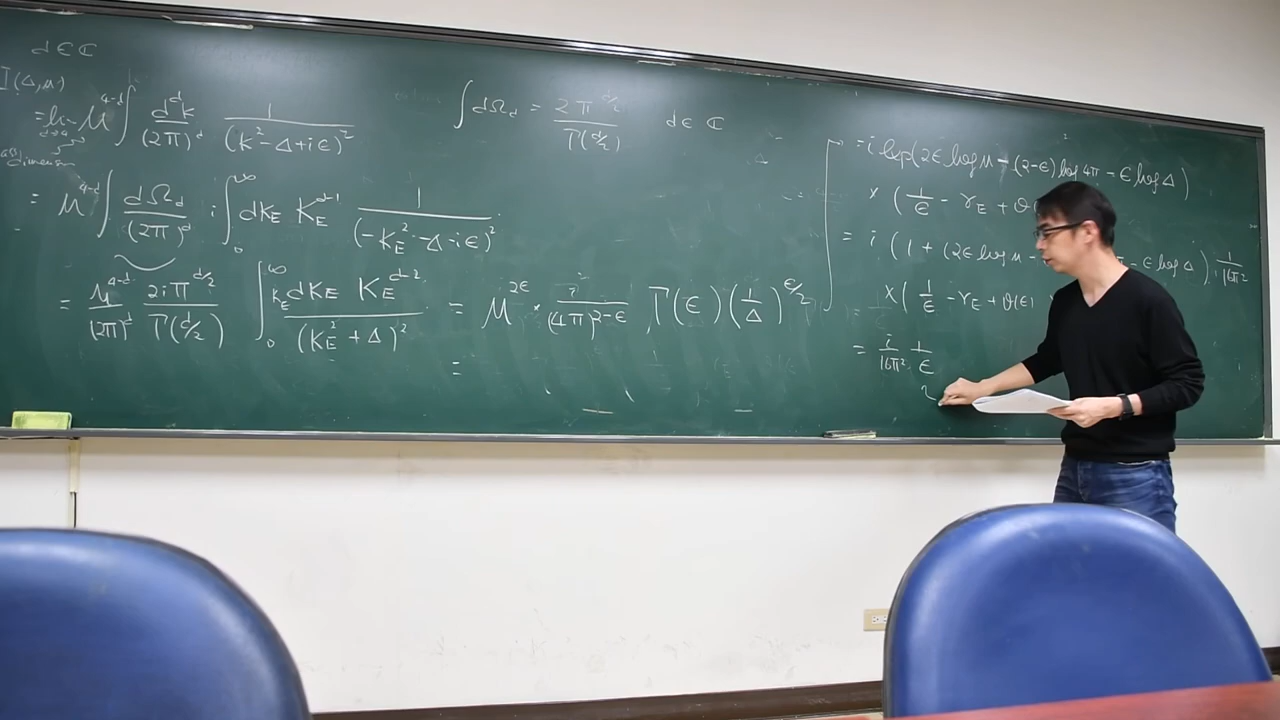 d ∈ ℂ
I(Δ,μ)
= lim μ^{4-d} ∫ d^d k / (2π)^d 1 / (k² - Δ + iϵ)²
dimension
= μ^{4-d} ∫ dΩ_d / (2π)^d i ∫_0^∞ dK_E K_E^{d-1} 1 / (-K_E² - Δ - iϵ)²
= μ^{4-d} / (2π)^d 2iπ^{d/2} / Γ(d/2) ∫_0^∞ K_E dK_E K_E^{d-2} / (K_E² + Δ)² = μ^{2ϵ} × i / (4π)^{2-ϵ} Γ(ϵ) (1/Δ)^{ϵ/2}
=
∫ dΩ_d = 2π^{d/2} / Γ(d/2) d ∈ ℂ
= i exp(2ϵ log μ - (2-ϵ) log 4π - ϵ log Δ)
× (1/ϵ - γ_E + O
= i (1 + (2ϵ log μ - - ϵ log Δ) · 1/16π²
× (1/ϵ - γ_E + O(ϵ)
= i/16π² · 1/ϵ